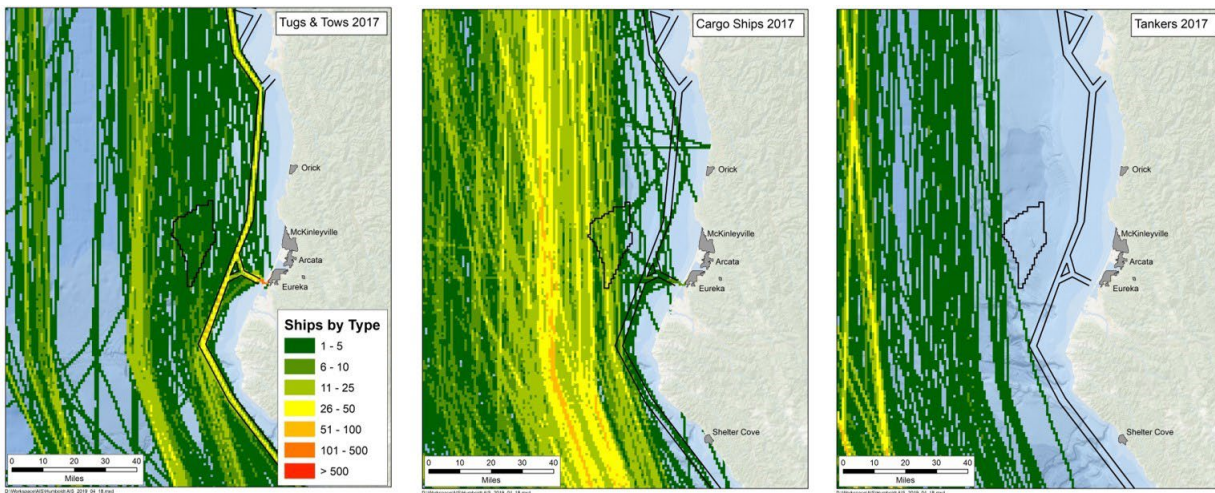 Tugs & Tows 2017
Orick
McKinleyville
Arcata
Eureka
Ships by Type
1 - 5
6 - 10
11 - 25
26 - 50
51 - 100
101 - 500
> 500
0 10 20 30 40
Miles
Cargo Ships 2017
Orick
McKinleyville
Arcata
Eureka
Shelter Cove
0 10 20 30 40
Miles
Tankers 2017
Orick
McKinleyville
Arcata
Eureka
Shelter Cove
0 10 20 30 40
Miles